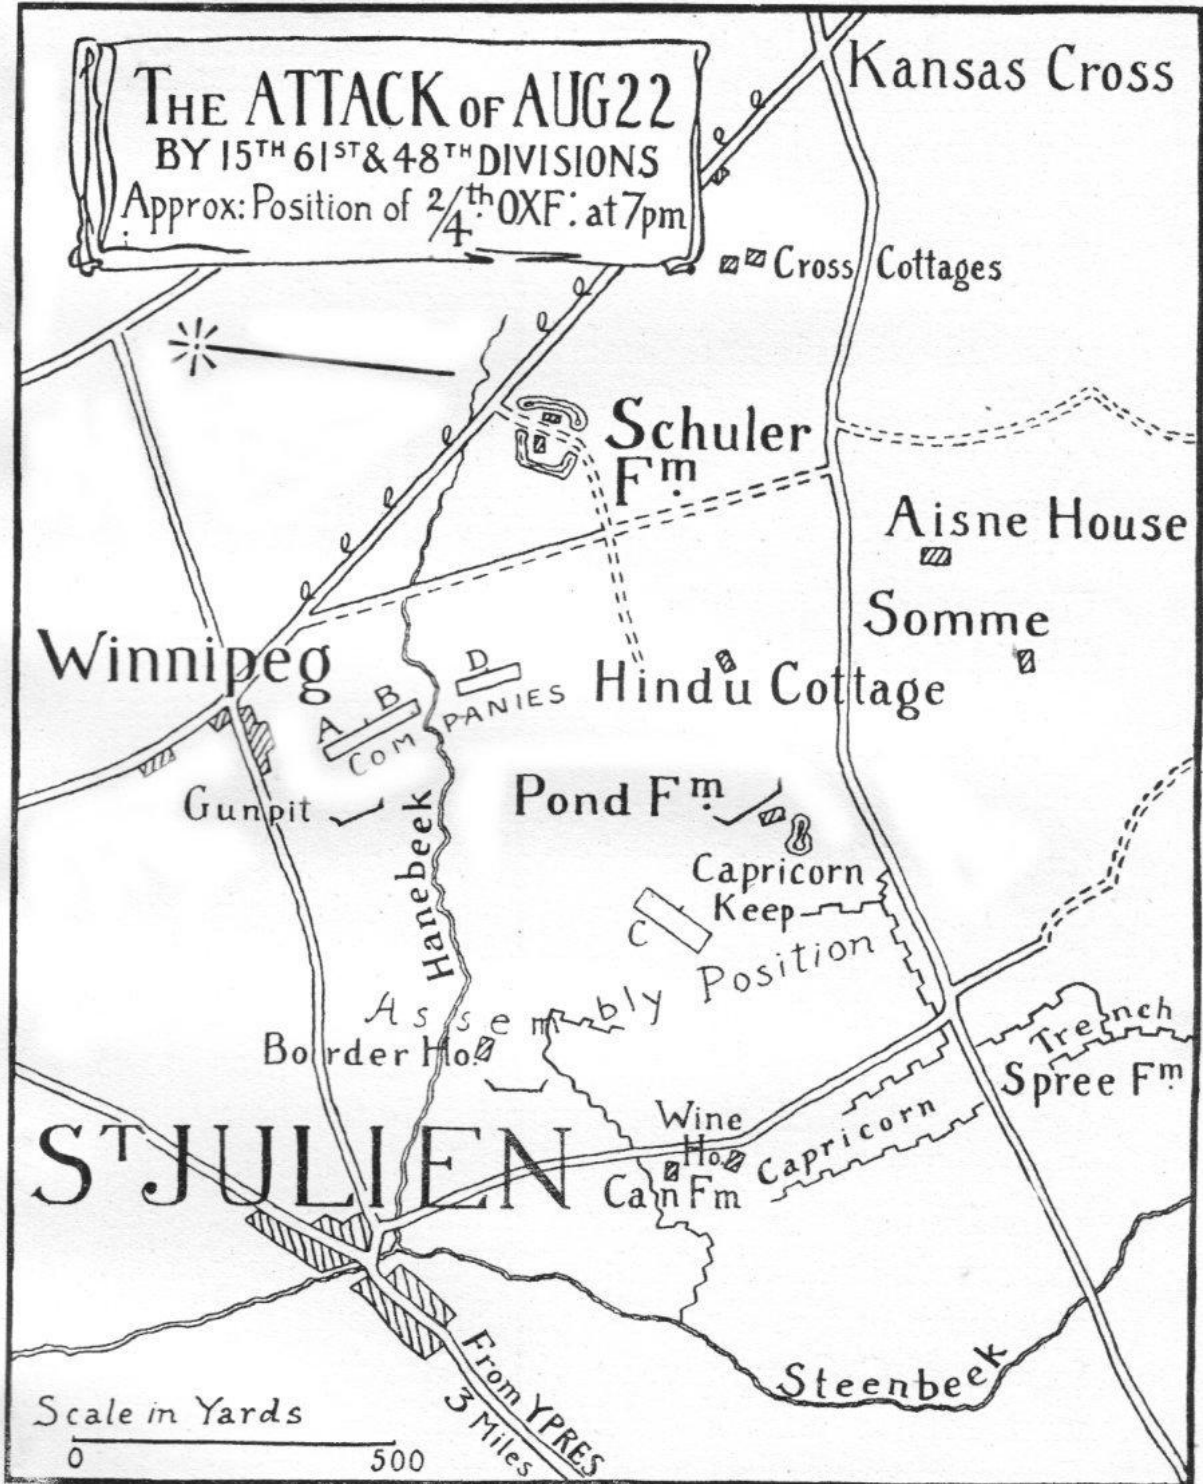 THE ATTACK OF AUG 22
BY 15TH 61ST & 48TH DIVISIONS
Approx: Position of 2/4th OXF: at 7pm
Kansas Cross
Cross Cottages
Schuler
Fm.
Aisne House
Somme
Winnipeg
Hindu Cottage
A B
D
COMPANIES
Gunpit
Pond Fm.
Hanebeek
Capricorn
Keep
C
Assembly Position
Border Ho.
Trench
Spree Fm.
Capricorn
ST JULIEN
Wine
Ho.
Can Fm
Steenbeek
From YPRES
3 Miles
Scale in Yards
0 500